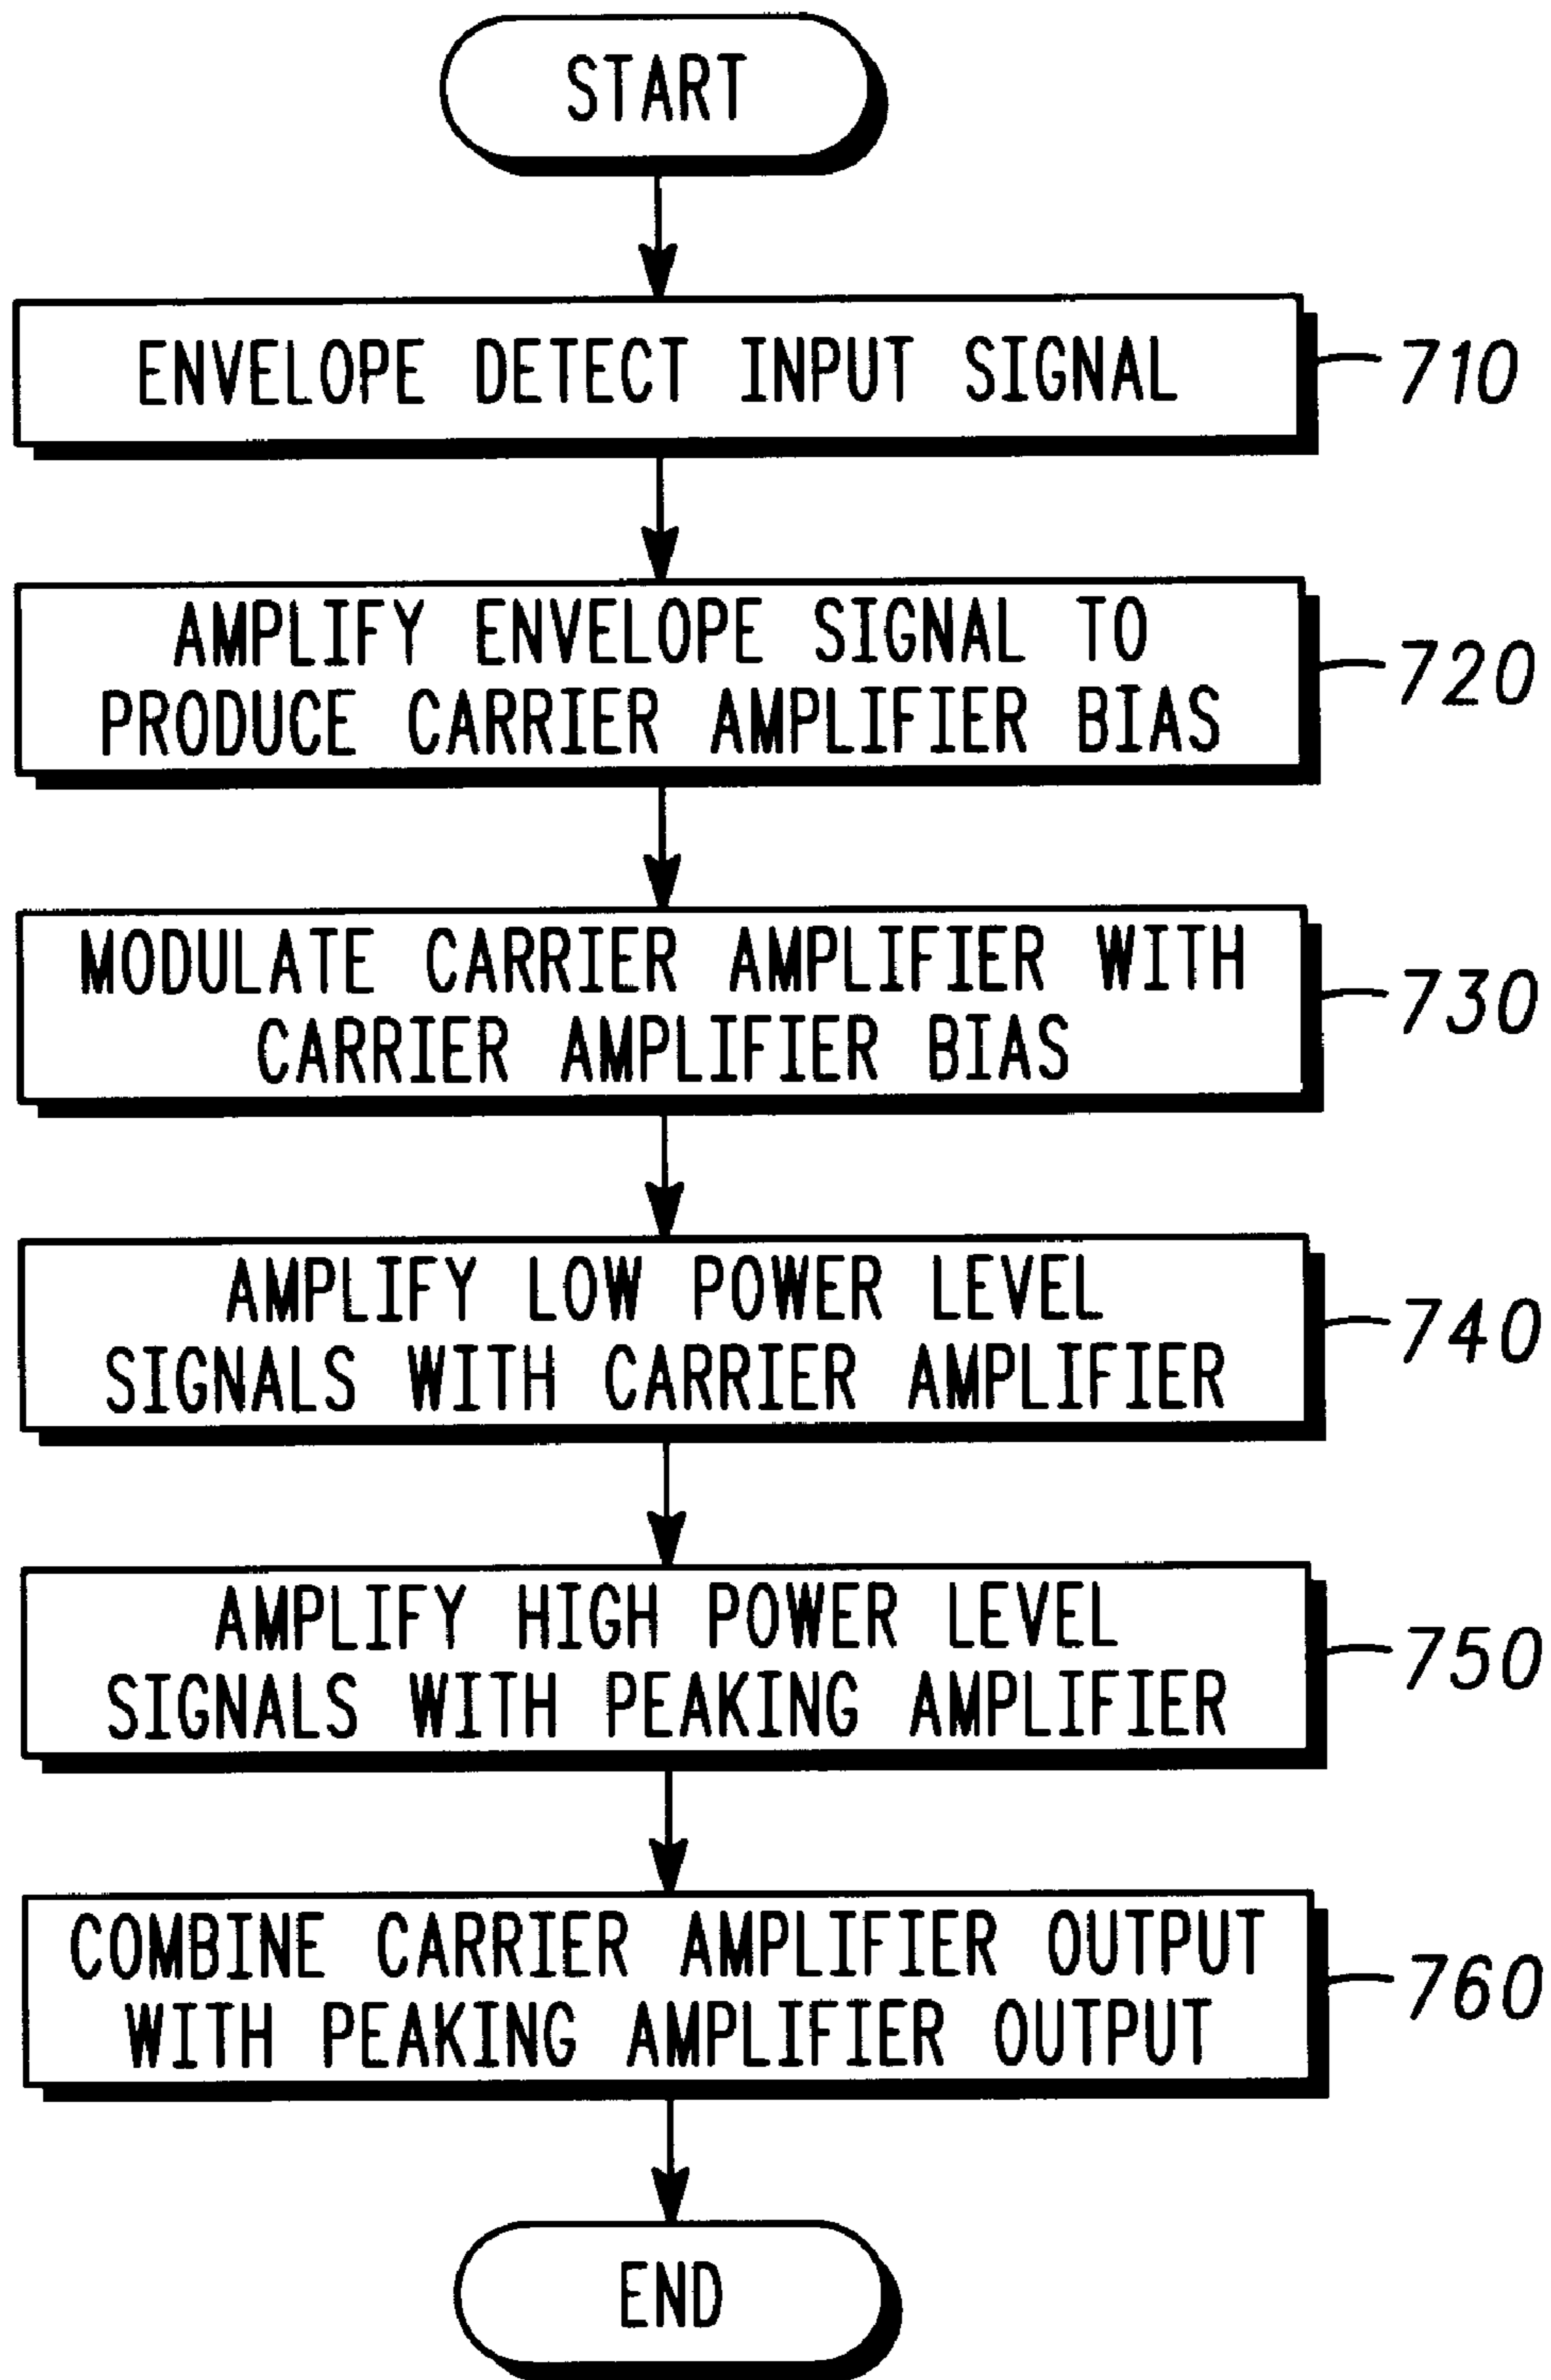 START
ENVELOPE DETECT INPUT SIGNAL
710
AMPLIFY ENVELOPE SIGNAL TO
PRODUCE CARRIER AMPLIFIER BIAS
720
MODULATE CARRIER AMPLIFIER WITH
CARRIER AMPLIFIER BIAS
730
AMPLIFY LOW POWER LEVEL
SIGNALS WITH CARRIER AMPLIFIER
740
AMPLIFY HIGH POWER LEVEL
SIGNALS WITH PEAKING AMPLIFIER
750
COMBINE CARRIER AMPLIFIER OUTPUT
WITH PEAKING AMPLIFIER OUTPUT
760
END